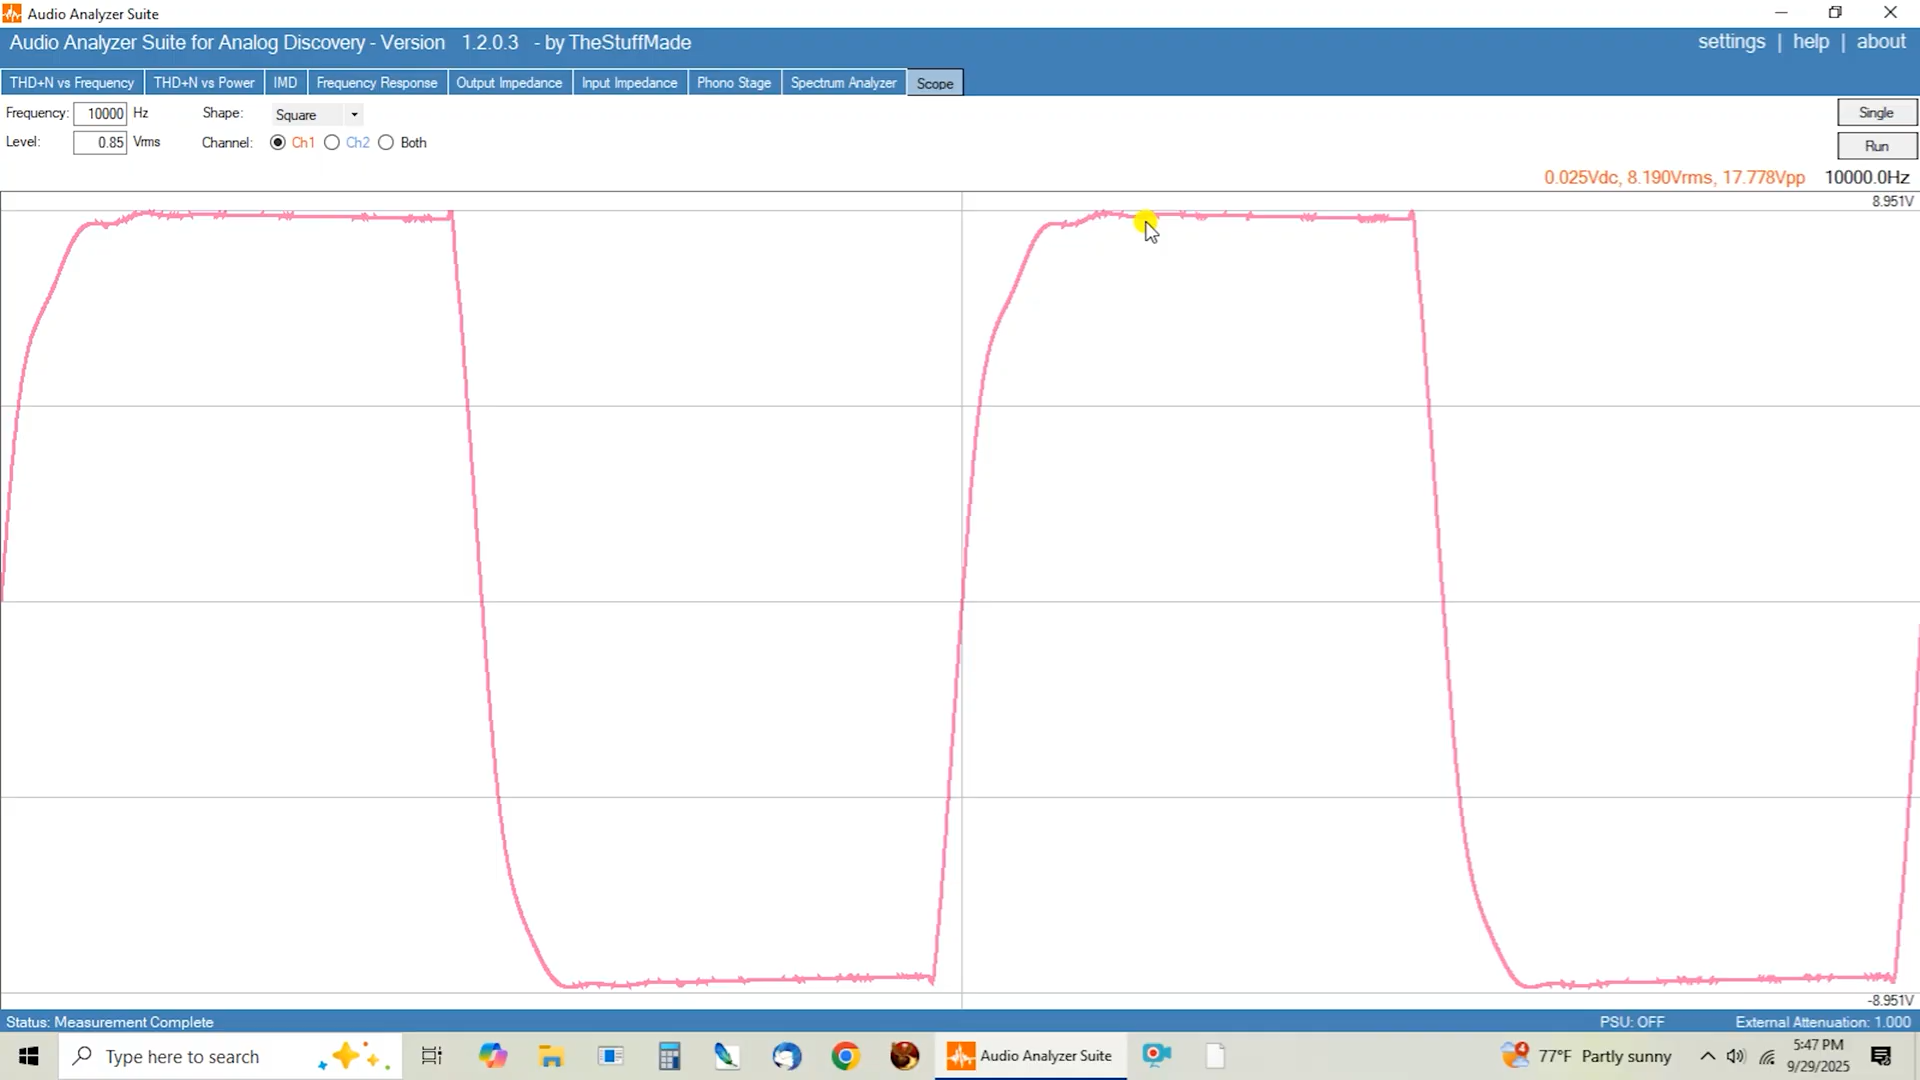 Audio Analyzer Suite
Audio Analyzer Suite for Analog Discovery - Version 1.2.0.3 - by TheStuffMade
settings | help | about
THD+N vs Frequency THD+N vs Power IMD Frequency Response Output Impedance Input Impedance Phono Stage Spectrum Analyzer Scope
Frequency: 10000 Hz Shape: Square
Single
Level: 0.85 Vrms Channel: Ch1 Ch2 Both
Run
0.025Vdc, 8.190Vrms, 17.778Vpp 10000.0Hz
8.951V
-8.951V
Status: Measurement Complete PSU: OFF External Attenuation: 1.000
Type here to search Audio Analyzer Suite 4 77°F Partly sunny 5:47 PM
9/29/2025